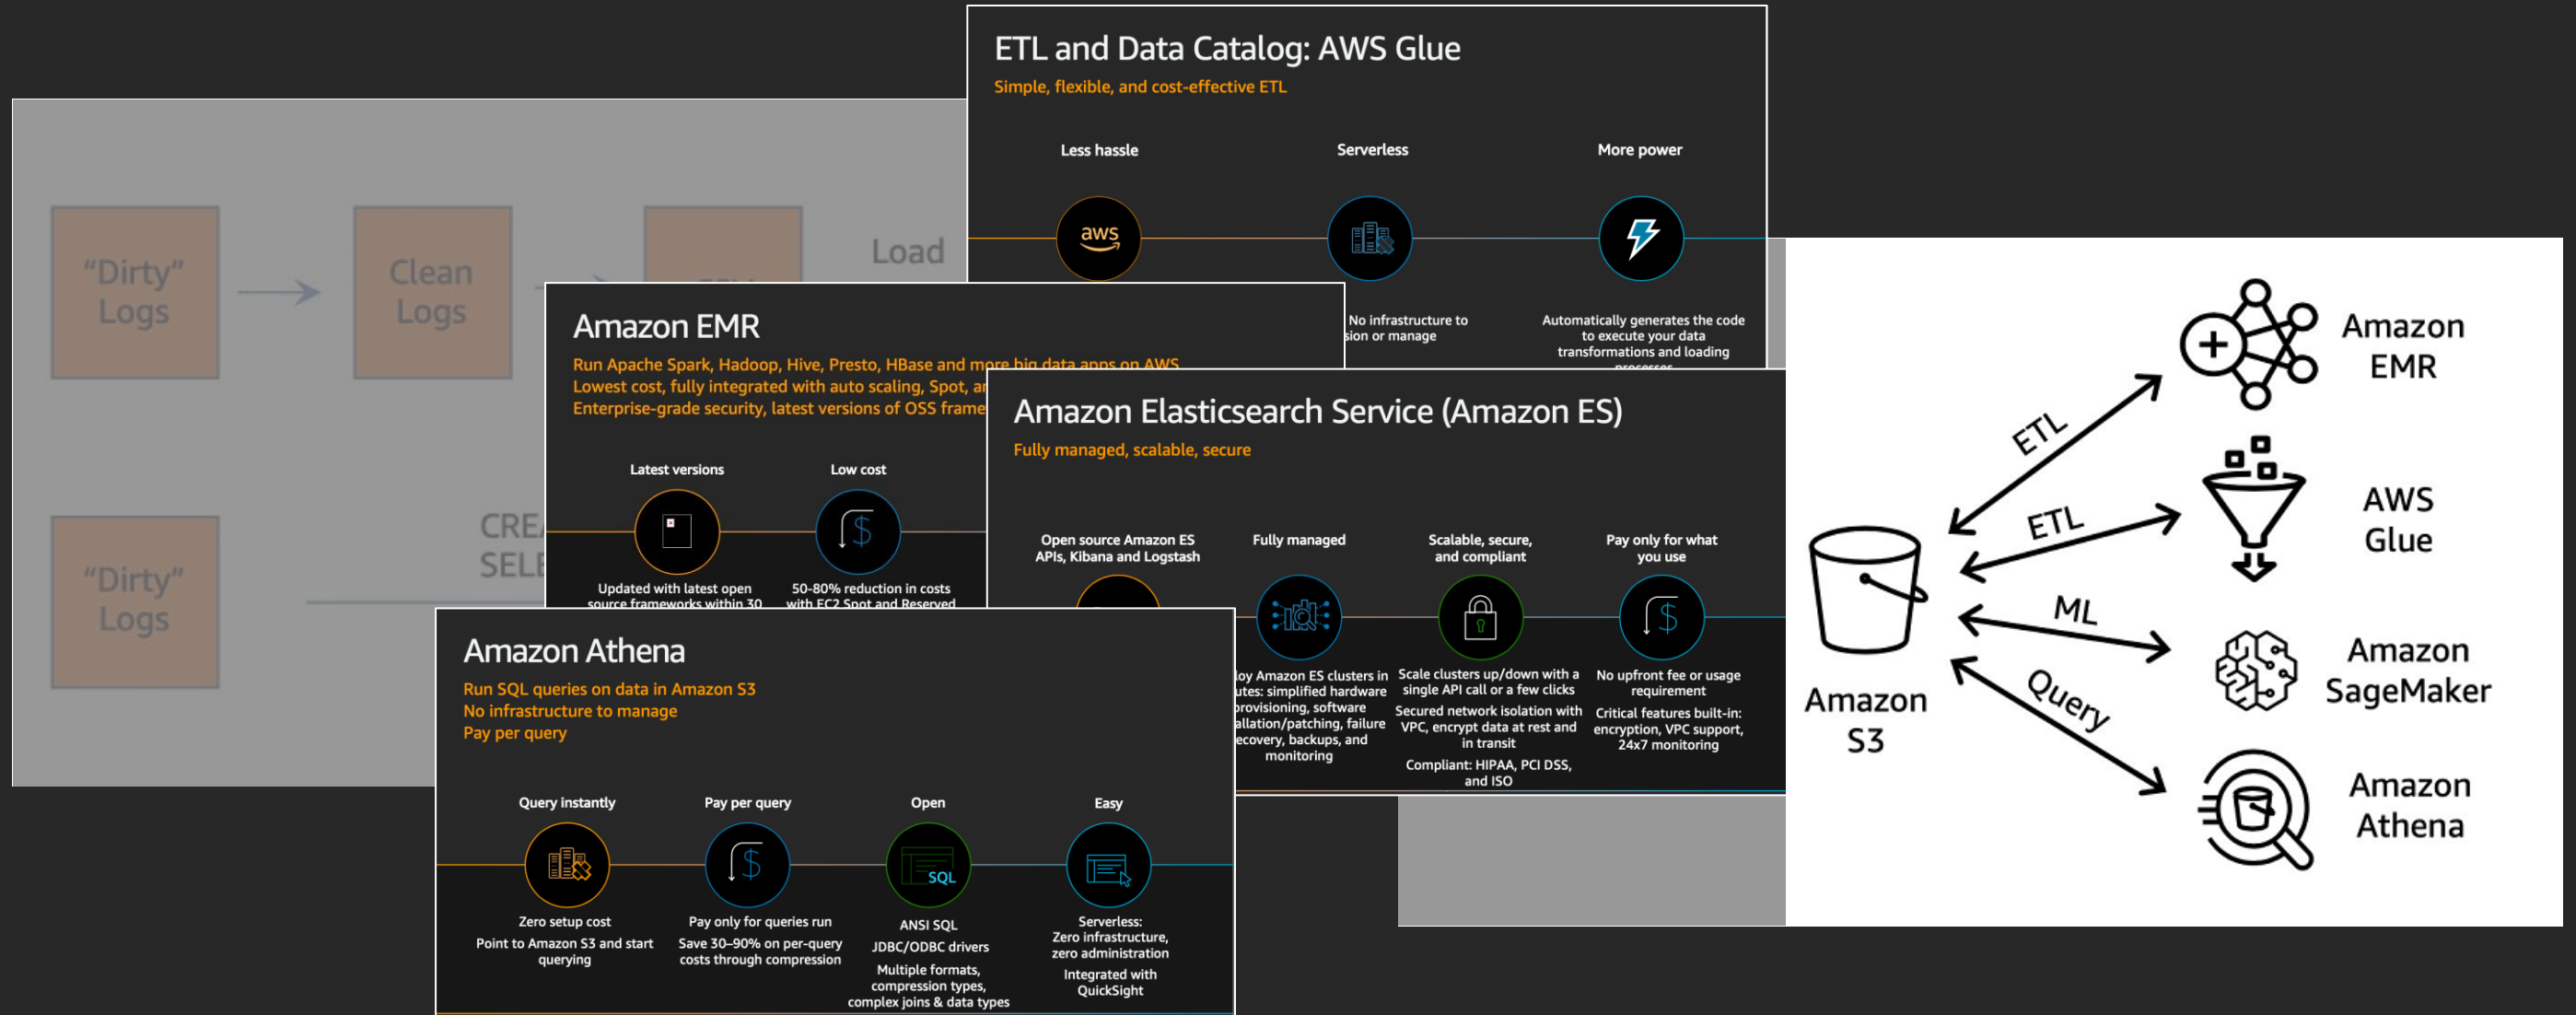 ETL and Data Catalog: AWS Glue
Simple, flexible, and cost-effective ETL
Less hassle
Serverless
More power
aws
No infrastructure to
or manage
Automatically generates the code
to execute your data
transformations and loading
processes
"Dirty"
Logs
Clean
Logs
Load
"Dirty"
Logs
Amazon EMR
Run Apache Spark, Hadoop, Hive, Presto, HBase and more big data apps on AWS
Lowest cost, fully integrated with auto scaling, Spot,
Enterprise-grade security, latest versions of OSS
Latest versions
Low cost
Updated with latest open
source frameworks within 30
50-80% reduction in costs
with EC2 Spot and Reserved
Amazon Elasticsearch Service (Amazon ES)
Fully managed, scalable, secure
Open source Amazon ES
APIs, Kibana and Logstash
Fully managed
Scalable, secure,
and compliant
Pay only for what
you use
Amazon ES clusters in
simplified hardware
provisioning, software
failure
recovery, backups, and
monitoring
Scale clusters up/down with a
single API call or a few clicks
Secured network isolation with
VPC, encrypt data at rest and
in transit
Compliant: HIPAA, PCI DSS,
and ISO
No upfront fee or usage
requirement
Critical features built-in:
encryption, VPC support,
24x7 monitoring
Amazon Athena
Run SQL queries on data in Amazon S3
No infrastructure to manage
Pay per query
Query instantly
Pay per query
Open
Easy
SQL
Zero setup cost
Point to Amazon S3 and start
querying
Pay only for queries run
Save 30–90% on per-query
costs through compression
ANSI SQL
JDBC/ODBC drivers
Multiple formats,
compression types,
complex joins & data types
Serverless:
Zero infrastructure,
zero administration
Integrated with
QuickSight
Amazon
S3
ETL
Amazon
EMR
ETL
AWS
Glue
ML
Amazon
SageMaker
Query
Amazon
Athena